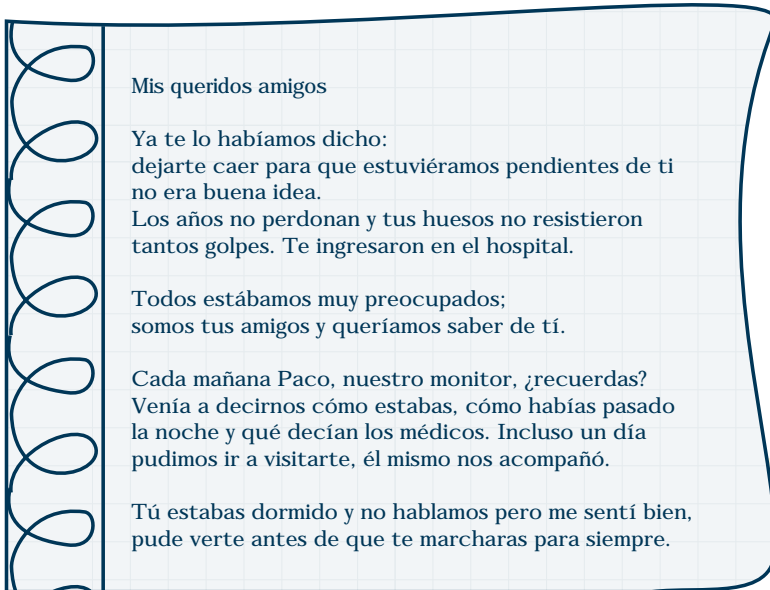 Mis queridos amigos
Ya te lo habíamos dicho:
dejarte caer para que estuviéramos pendientes de ti
no era buena idea.
Los años no perdonan y tus huesos no resistieron
tantos golpes. Te ingresaron en el hospital.
Todos estábamos muy preocupados;
somos tus amigos y queríamos saber de tí.
Cada mañana Paco, nuestro monitor, ¿recuerdas?
Venía a decirnos cómo estabas, cómo habías pasado
la noche y qué decían los médicos. Incluso un día
pudimos ir a visitarte, él mismo nos acompañó.
Tú estabas dormido y no hablamos pero me sentí bien,
pude verte antes de que te marcharas para siempre.